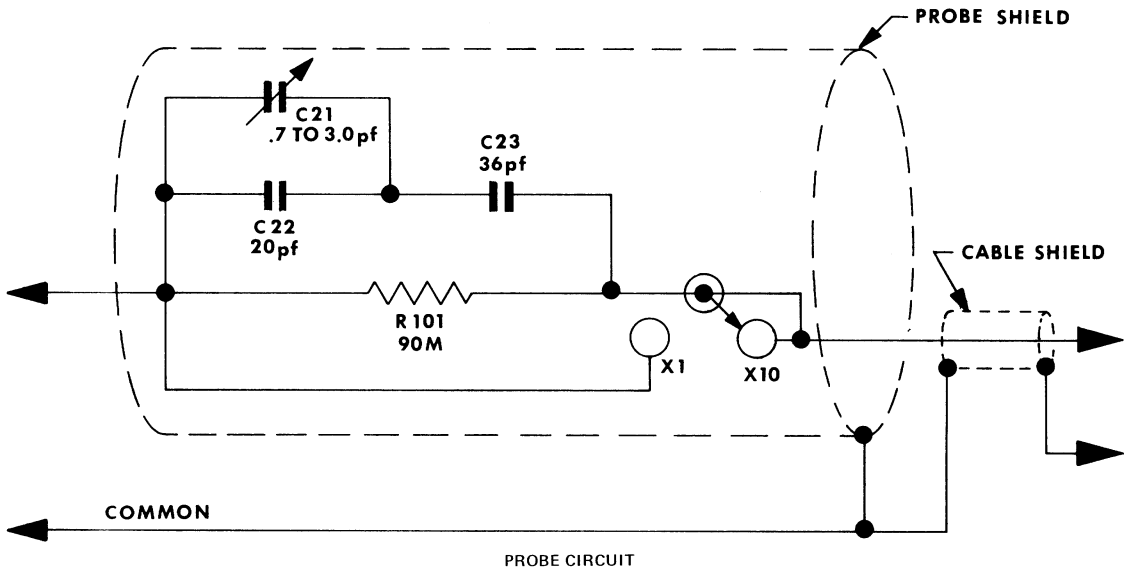 PROBE SHIELD
C21
.7 TO 3.0pf
C23
36pf
C22
20pf
CABLE SHIELD
R101
90M
X1
X10
COMMON
PROBE CIRCUIT